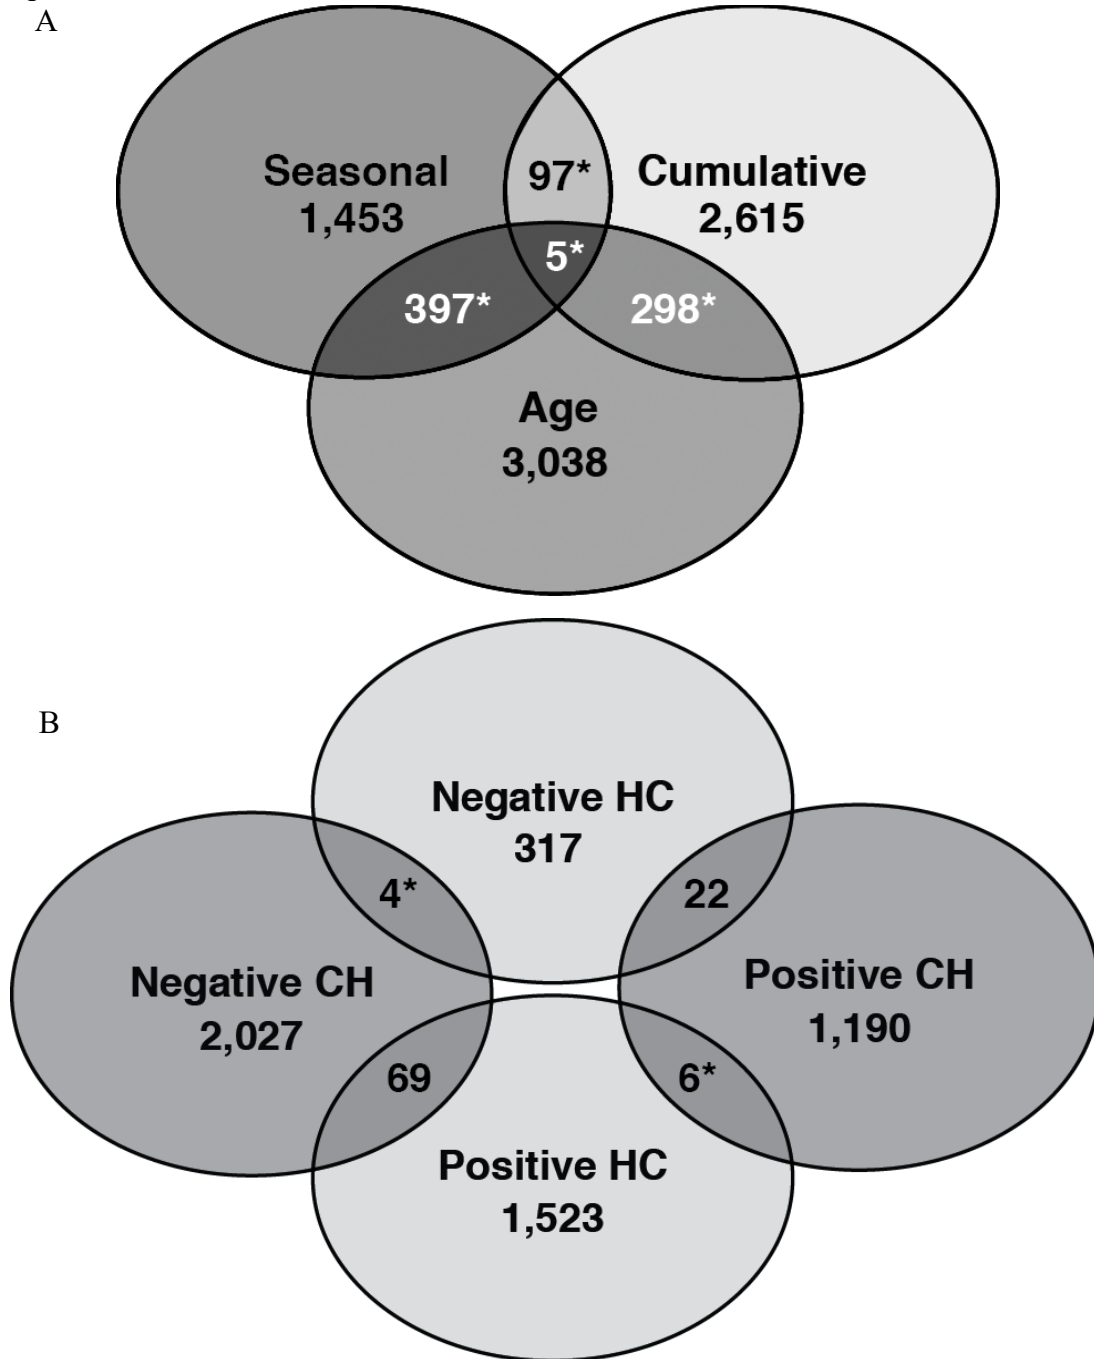 A
Seasonal
1,453
97*
Cumulative
2,615
5*
397*
298*
Age
3,038
B
Negative HC
317
4*
22
Negative CH
2,027
Positive CH
1,190
69
6*
Positive HC
1,523